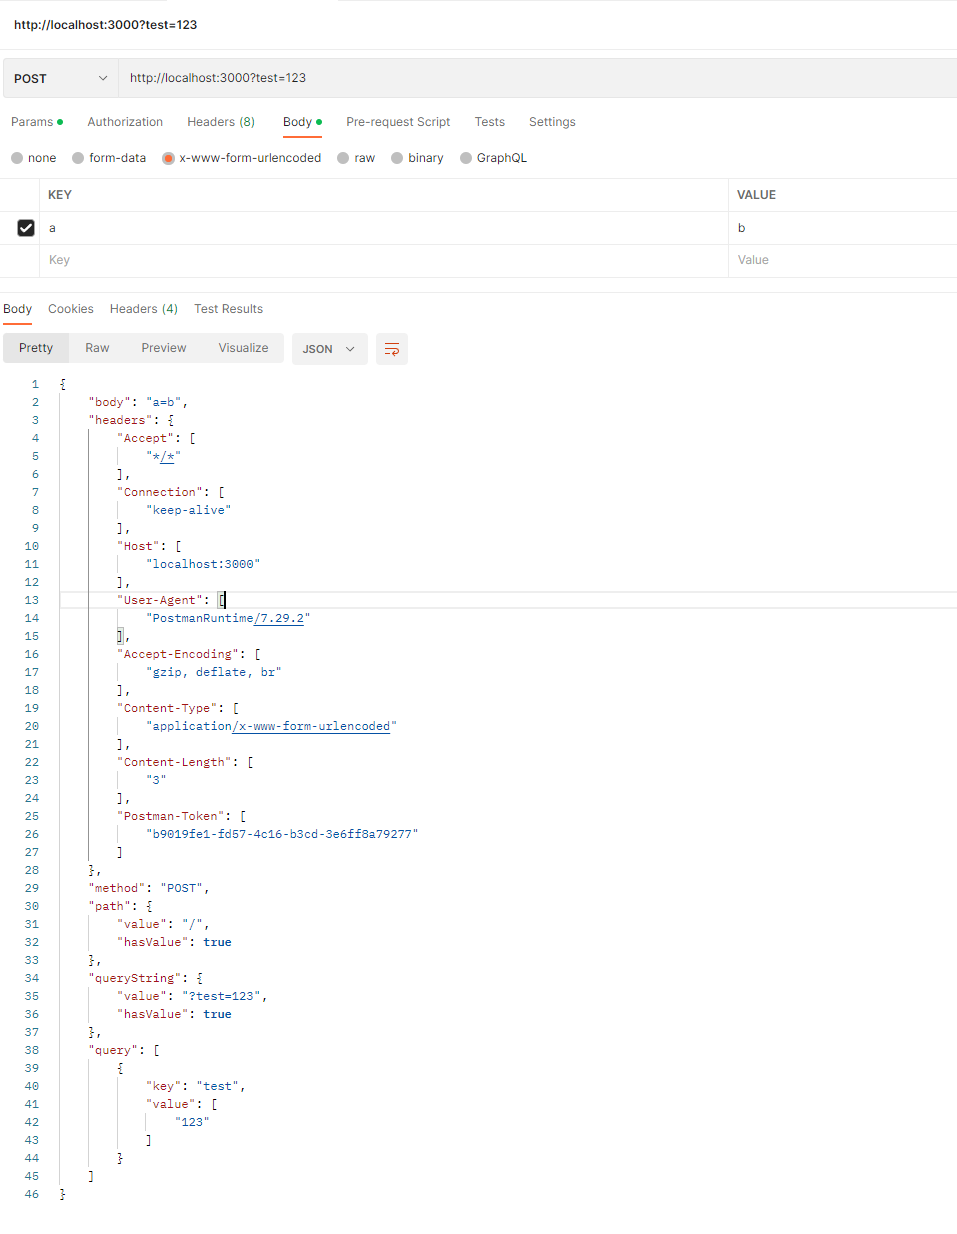 http://localhost:3000?test=123
POST http://localhost:3000?test=123
Params Authorization Headers (8) Body Pre-request Script Tests Settings
none form-data x-www-form-urlencoded raw binary GraphQL
KEY VALUE
a b
Key Value
Body Cookies Headers (4) Test Results
Pretty Raw Preview Visualize JSON
1 {
2 "body": "a=b",
3 "headers": {
4 "Accept": [
5 "*/*"
6 ],
7 "Connection": [
8 "keep-alive"
9 ],
10 "Host": [
11 "localhost:3000"
12 ],
13 "User-Agent": [
14 "PostmanRuntime/7.29.2"
15 ],
16 "Accept-Encoding": [
17 "gzip, deflate, br"
18 ],
19 "Content-Type": [
20 "application/x-www-form-urlencoded"
21 ],
22 "Content-Length": [
23 "3"
24 ],
25 "Postman-Token": [
26 "b9019fe1-fd57-4c16-b3cd-3e6ff8a79277"
27 ]
28 },
29 "method": "POST",
30 "path": {
31 "value": "/",
32 "hasValue": true
33 },
34 "queryString": {
35 "value": "?test=123",
36 "hasValue": true
37 },
38 "query": [
39 {
40 "key": "test",
41 "value": [
42 "123"
43 ]
44 }
45 ]
46 }